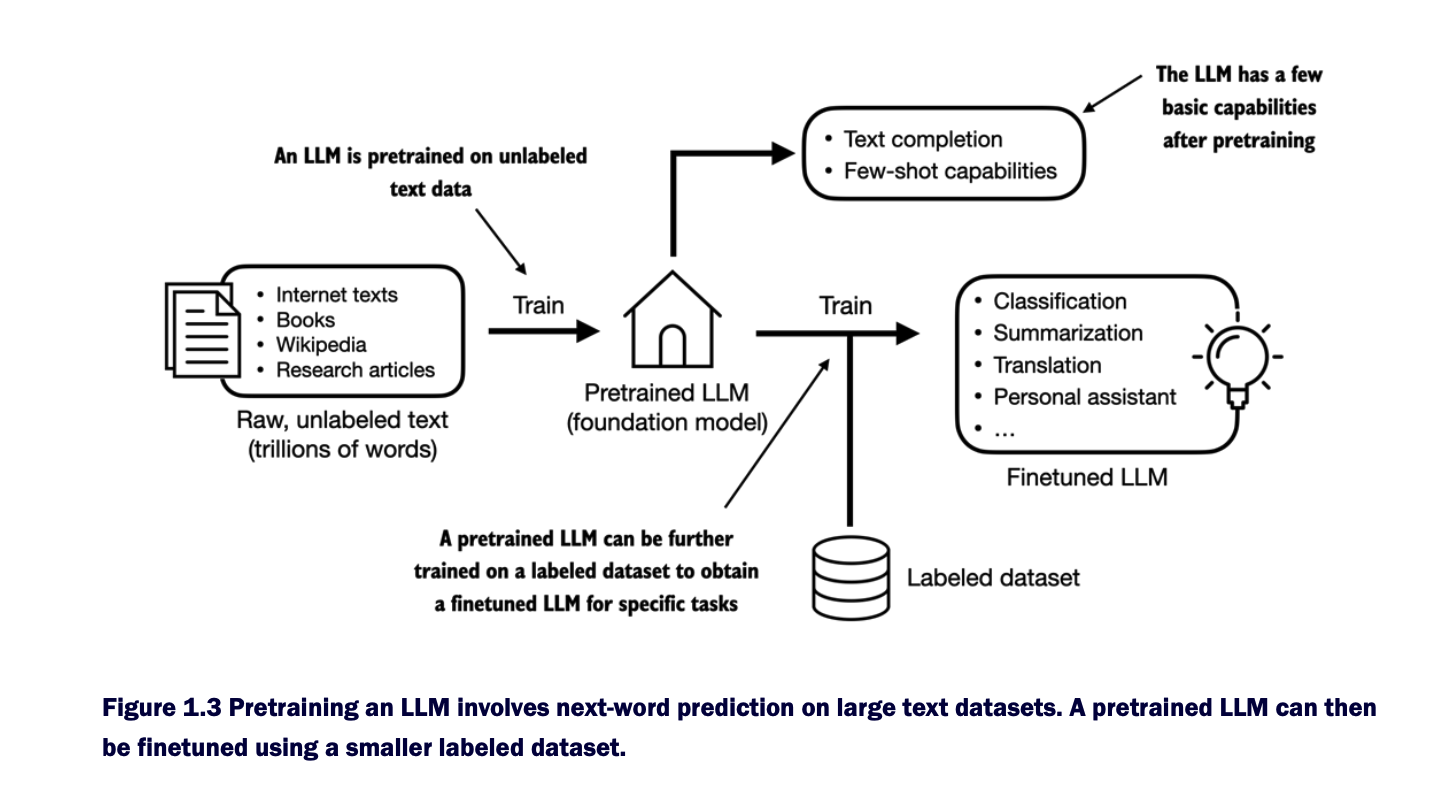 The LLM has a few
basic capabilities
after pretraining
• Text completion
• Few-shot capabilities
An LLM is pretrained on unlabeled
text data
• Internet texts
• Books
• Wikipedia
• Research articles
Raw, unlabeled text
(trillions of words)
Train
Pretrained LLM
(foundation model)
Train
• Classification
• Summarization
• Translation
• Personal assistant
• ...
Finetuned LLM
A pretrained LLM can be further
trained on a labeled dataset to obtain
a finetuned LLM for specific tasks
Labeled dataset
Figure 1.3 Pretraining an LLM involves next-word prediction on large text datasets. A pretrained LLM can then
be finetuned using a smaller labeled dataset.